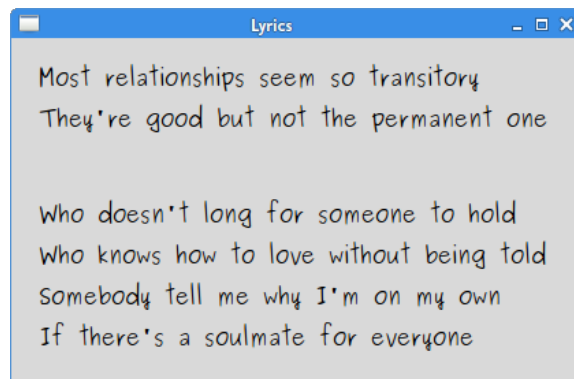 Lyrics
Most relationships seem so transitory
They're good but not the permanent one
Who doesn't long for someone to hold
Who knows how to love without being told
Somebody tell me why I'm on my own
If there's a soulmate for everyone